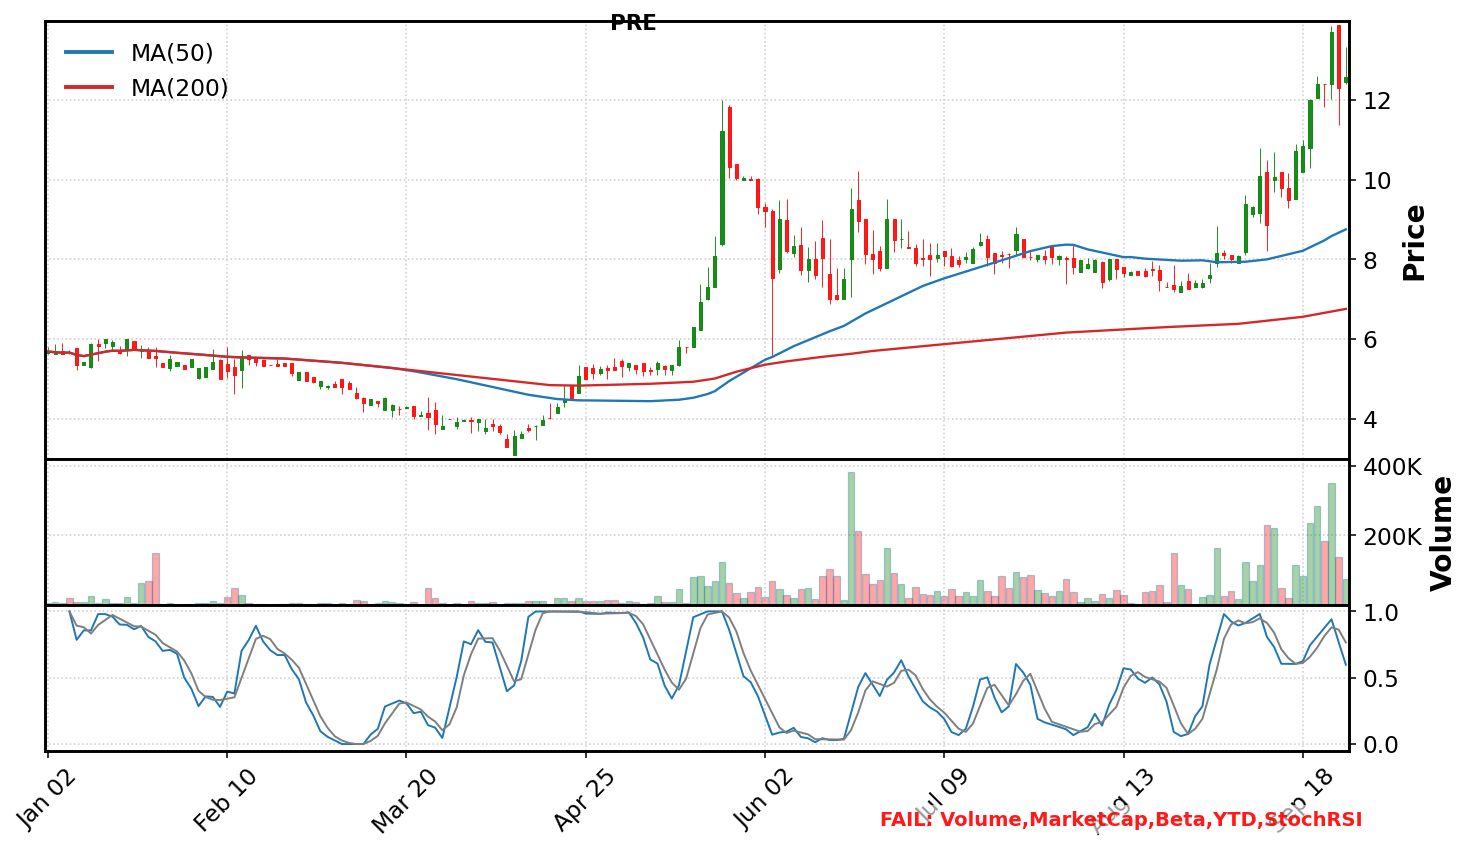 PRE
MA(50)
MA(200)
12
10
8
6
4
Price
400K
200K
Volume
1.0
0.5
0.0
Jan 02
Feb 10
Mar 20
Apr 25
Jun 02
Jul 09
Aug 13
Sep 18
FAIL: Volume,MarketCap,Beta,YTD,StochRSI